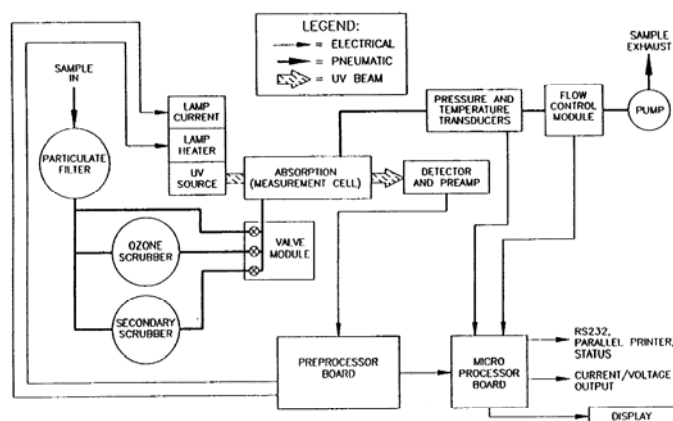 LEGEND:
= ELECTRICAL
= PNEUMATIC
= UV BEAM
SAMPLE
EXHAUST
SAMPLE
IN
LAMP
CURRENT
LAMP
HEATER
UV
SOURCE
PARTICULATE
FILTER
PRESSURE AND
TEMPERATURE
TRANSDUCERS
FLOW
CONTROL
MODULE
PUMP
ABSORPTION
(MEASUREMENT CELL)
DETECTOR
AND PREAMP
OZONE
SCRUBBER
VALVE
MODULE
SECONDARY
SCRUBBER
PREPROCESSOR
BOARD
MICRO
PROCESSOR
BOARD
RS232,
PARALLEL PRINTER,
STATUS
CURRENT/VOLTAGE
OUTPUT
DISPLAY